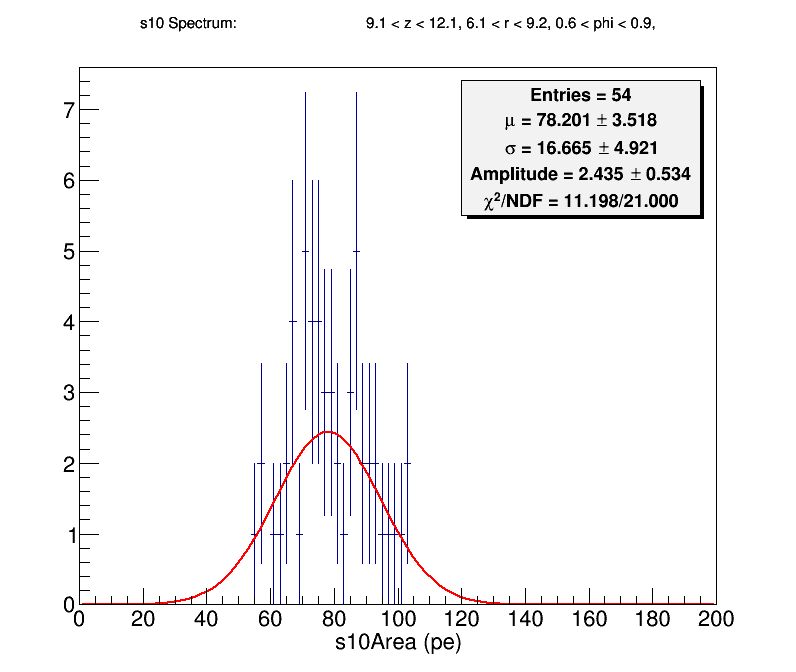 s10 Spectrum: 9.1 < z < 12.1, 6.1 < r < 9.2, 0.6 < phi < 0.9,
Entries = 54
μ = 78.201 ± 3.518
σ = 16.665 ± 4.921
Amplitude = 2.435 ± 0.534
χ²/NDF = 11.198/21.000
7
6
5
4
3
2
1
0
0 20 40 60 80 100 120 140 160 180 200
s10Area (pe)